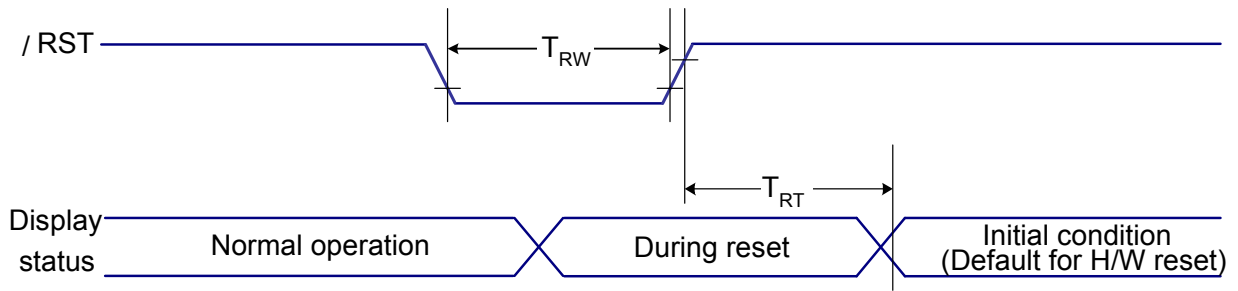 / RST
T_RW
T_RT
Display
status
Normal operation
During reset
Initial condition
(Default for H/W reset)